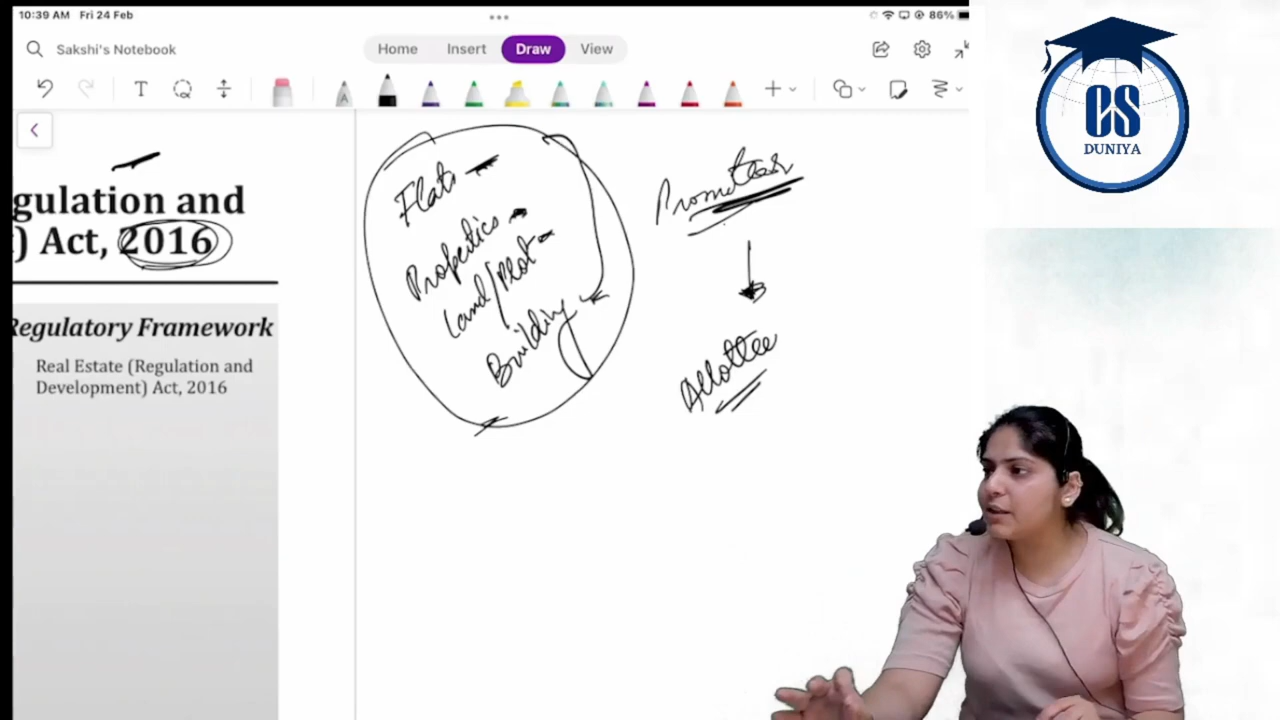 10:39 AM Fri 24 Feb
86%
Sakshi's Notebook
Home Insert Draw View
T
A
gulation and
) Act, 2016
Regulatory Framework
Real Estate (Regulation and
Development) Act, 2016
Flats
Properties
Land/Plot
Building
Promoter
Allottee
CS
DUNIYA